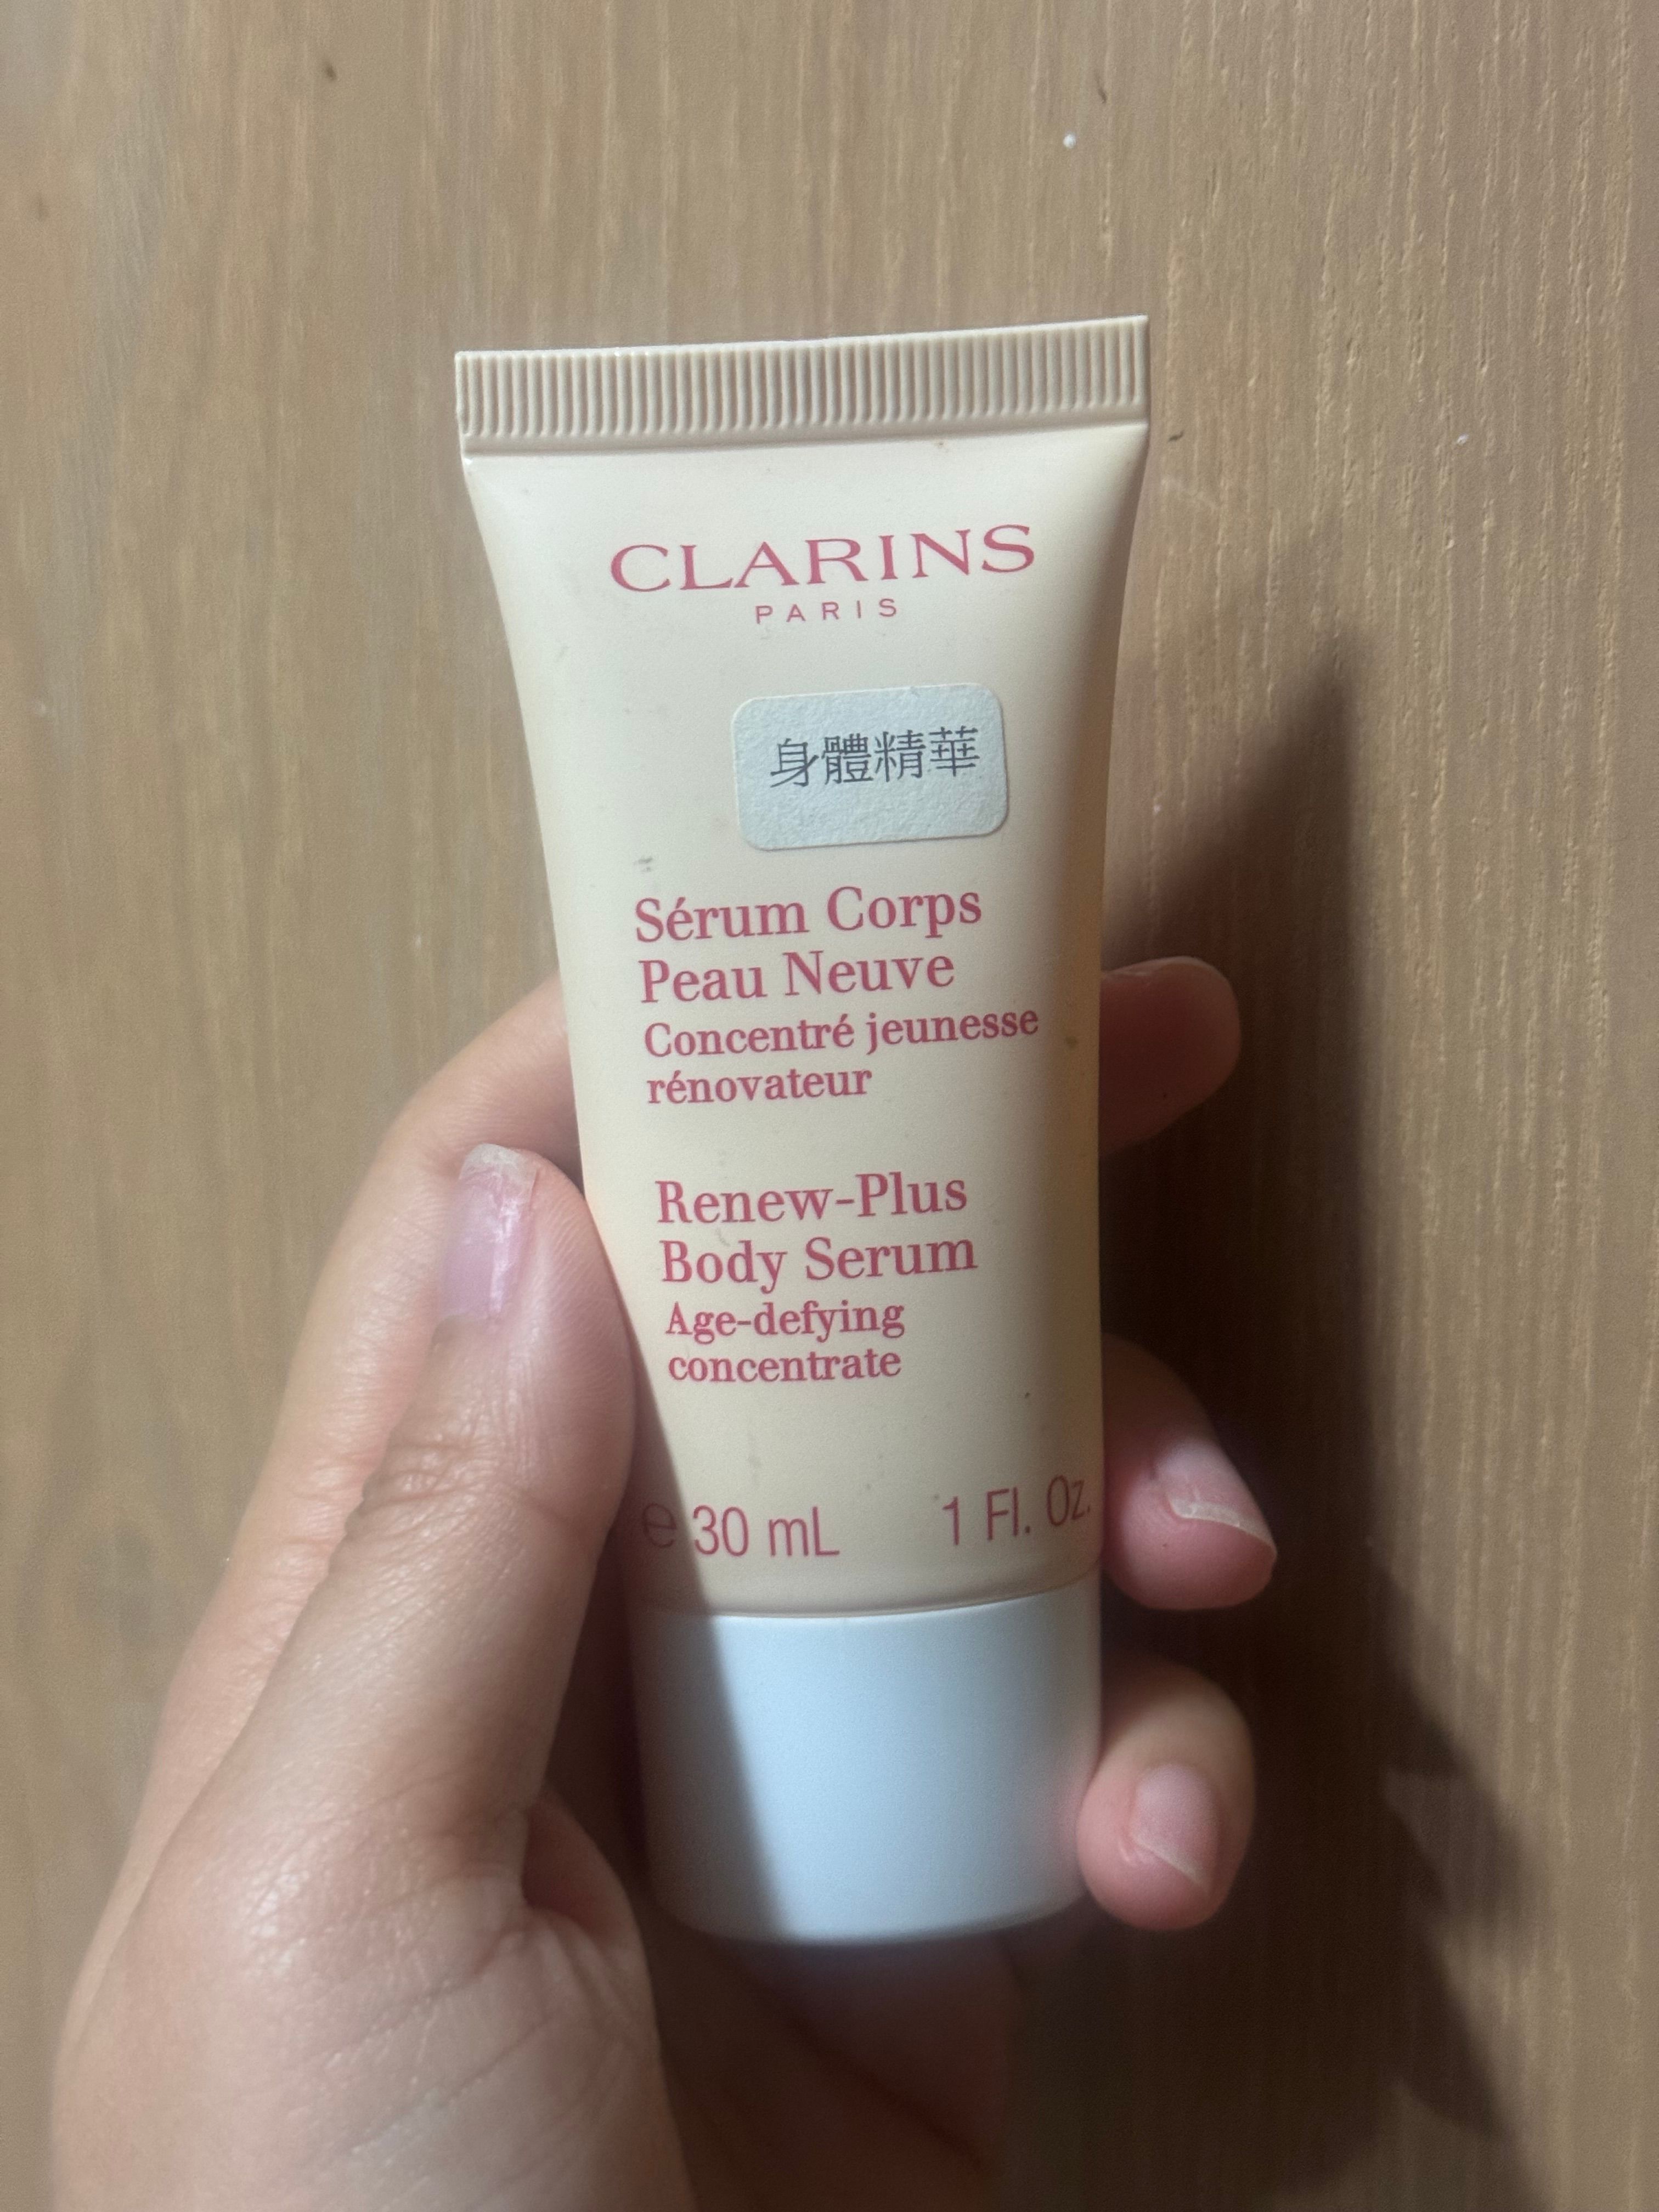 CLARINS
PARIS
身體精華
Sérum Corps
Peau Neuve
Concentré jeunesse
rénovateur
Renew-Plus
Body Serum
Age-defying
concentrate
℮ 30 mL 1 Fl. Oz.